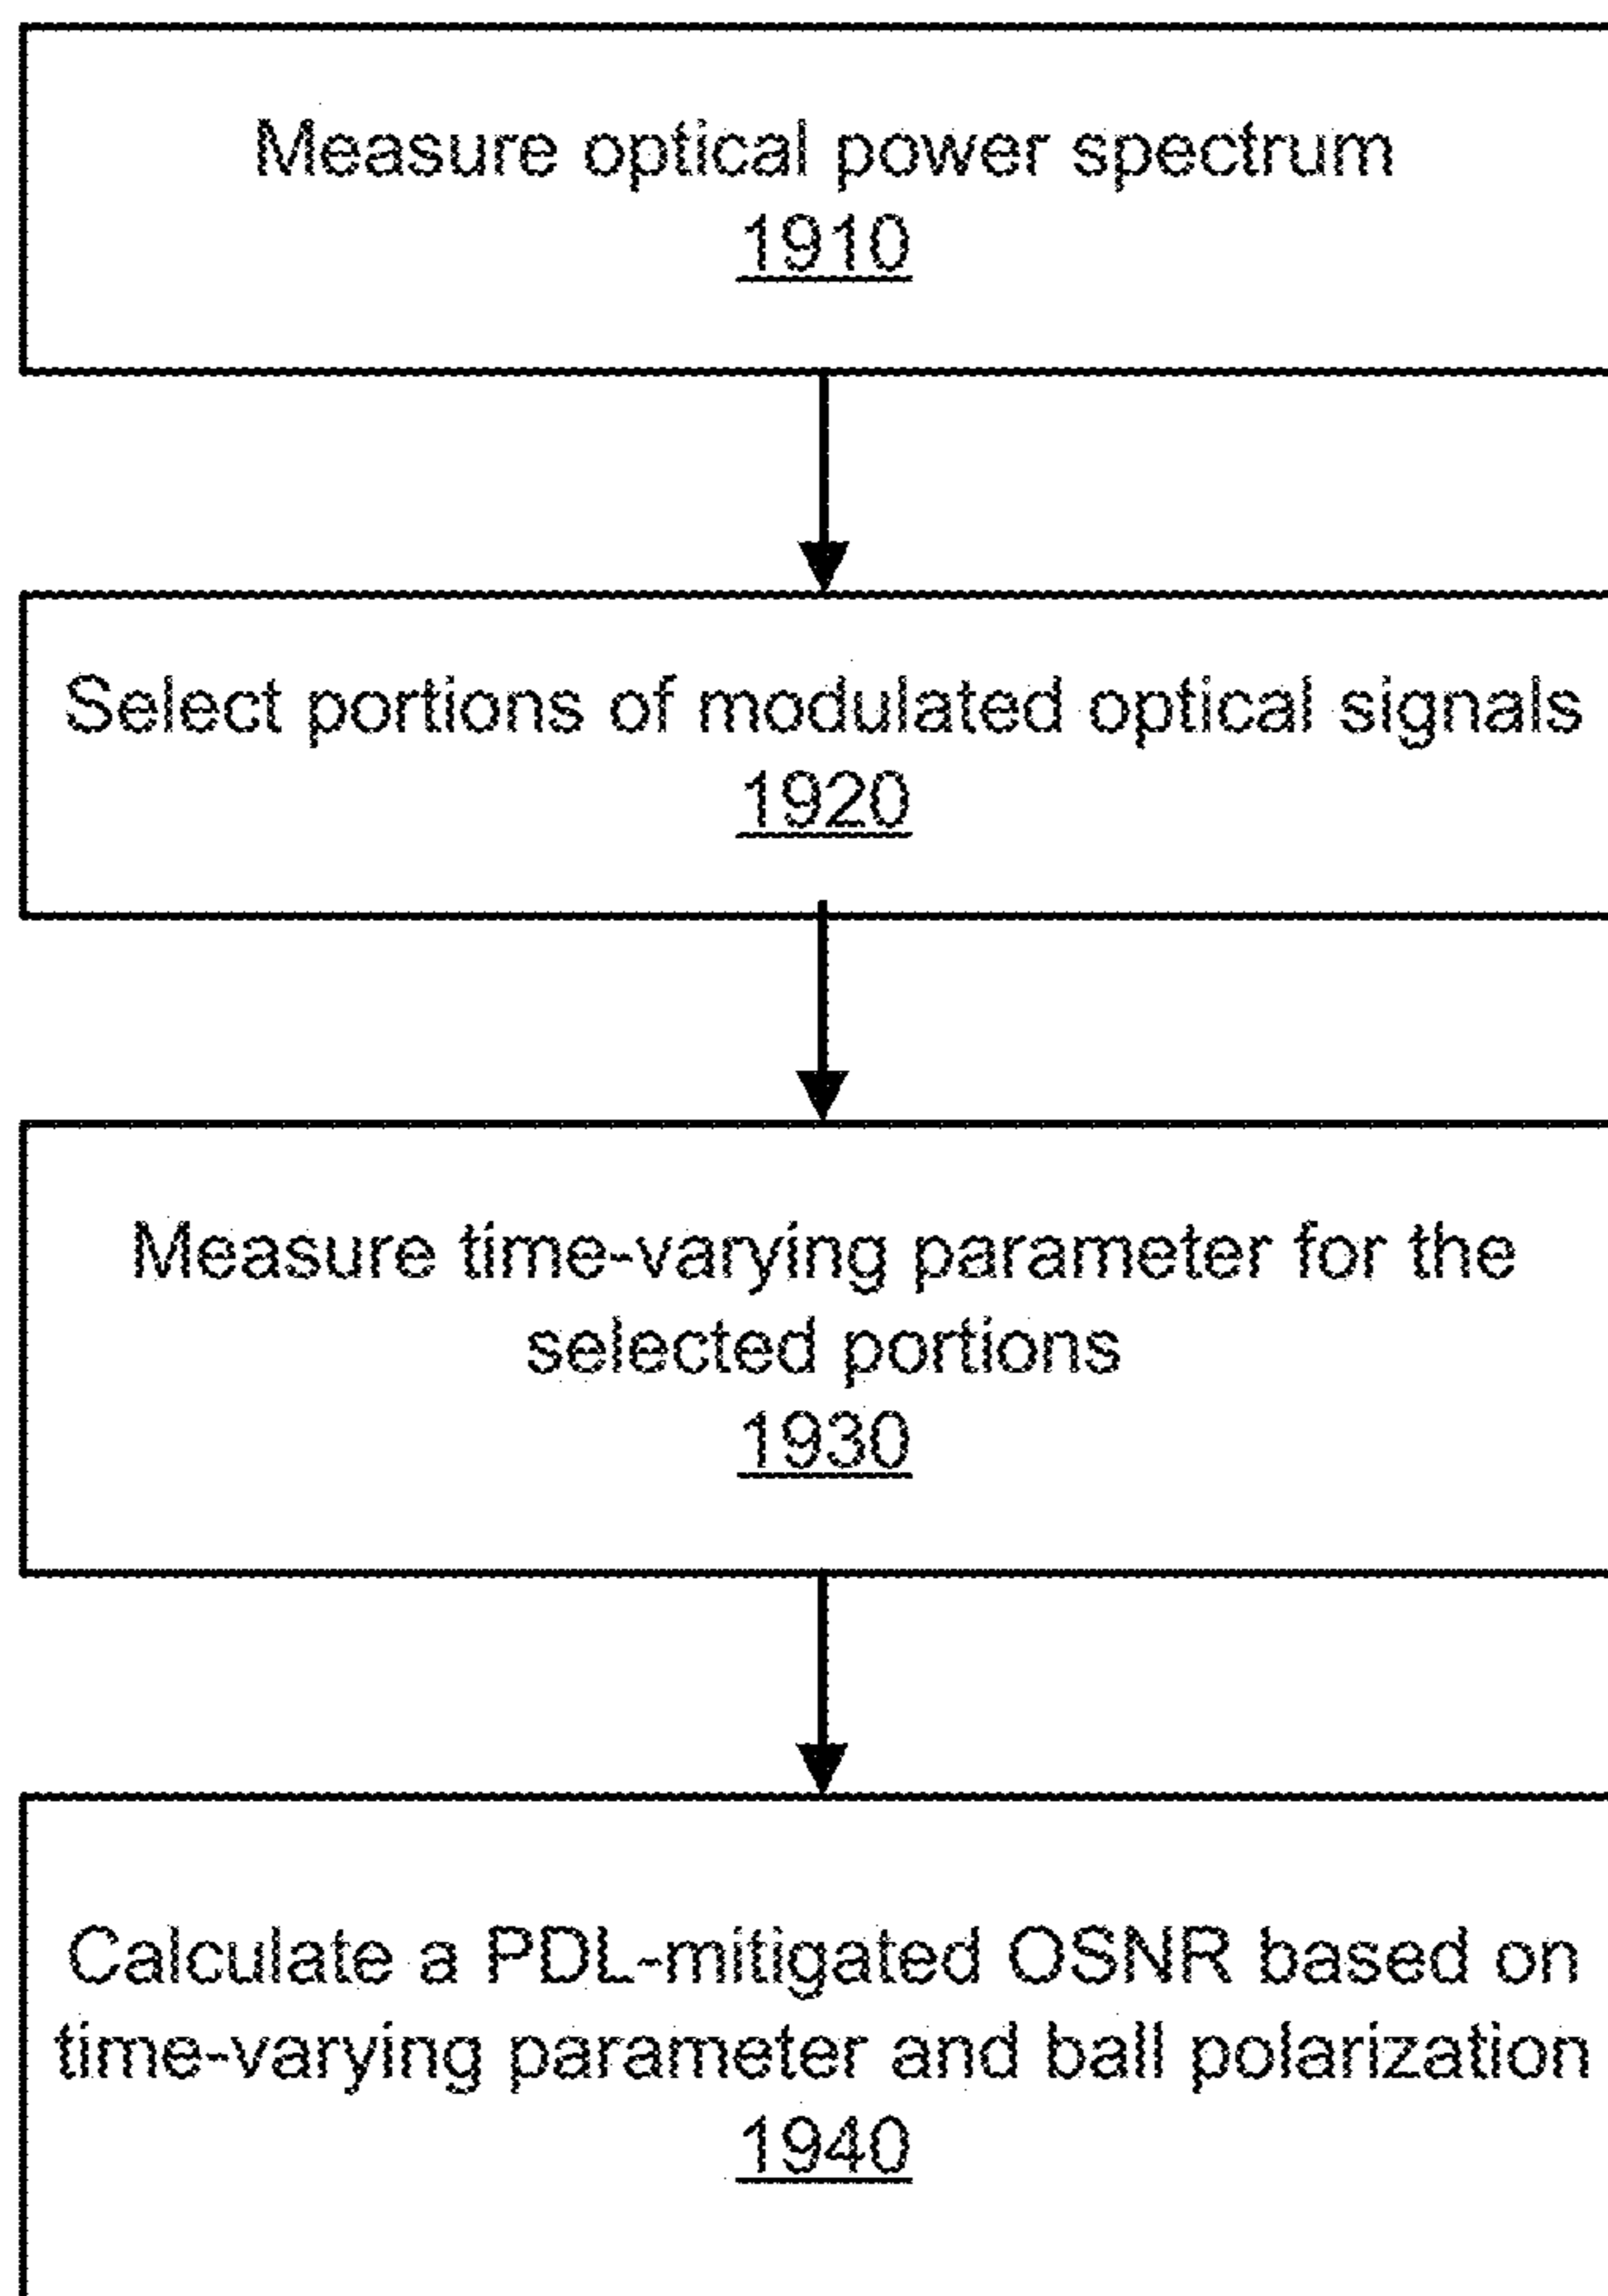 Measure optical power spectrum
1910
Select portions of modulated optical signals
1920
Measure time-varying parameter for the
selected portions
1930
Calculate a PDL-mitigated OSNR based on
time-varying parameter and ball polarization
1940